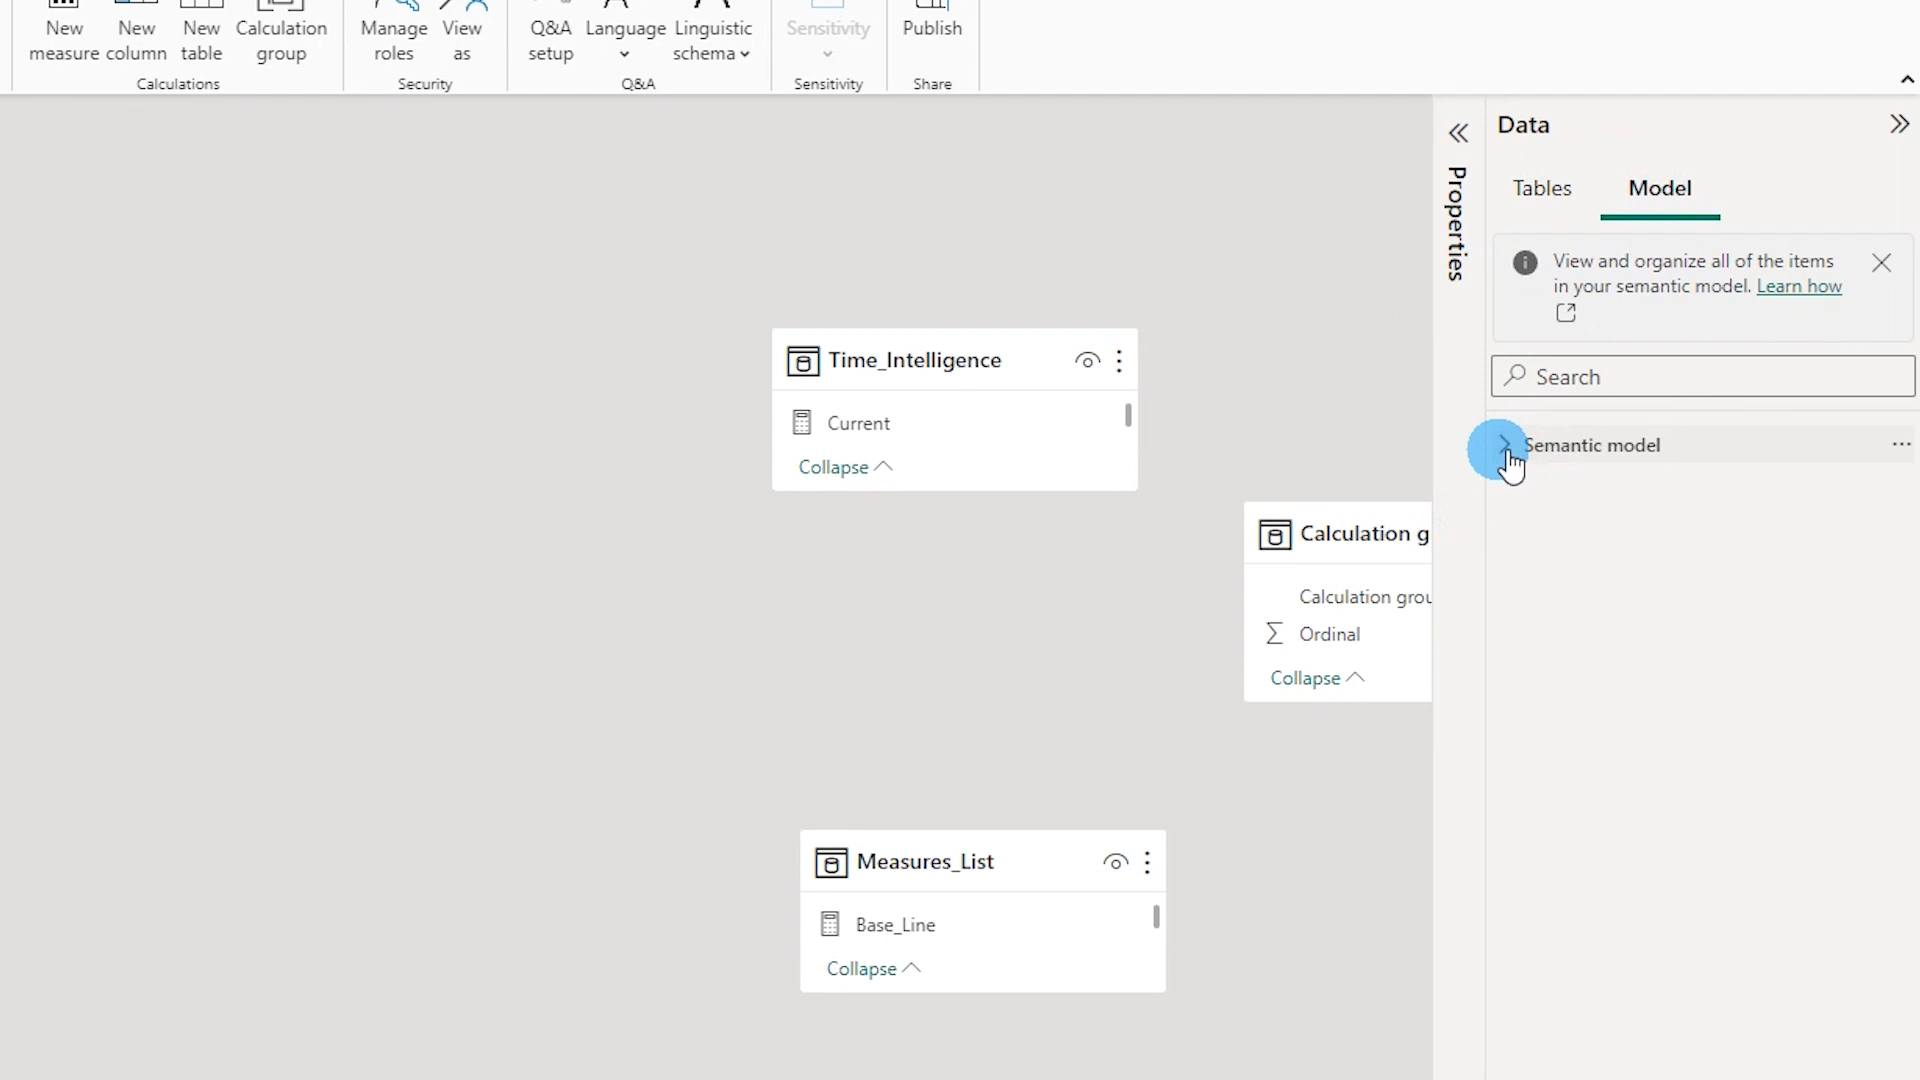 New measure
New column
New table
Calculation group
Calculations
Manage roles
View as
Security
Q&A setup
Language
Linguistic schema
Q&A
Sensitivity
Sensitivity
Publish
Share
Properties
Data
Tables
Model
View and organize all of the items
in your semantic model. Learn how
Search
Semantic model
Time_Intelligence
Current
Collapse
Calculation g
Calculation grou
Ordinal
Collapse
Measures_List
Base_Line
Collapse